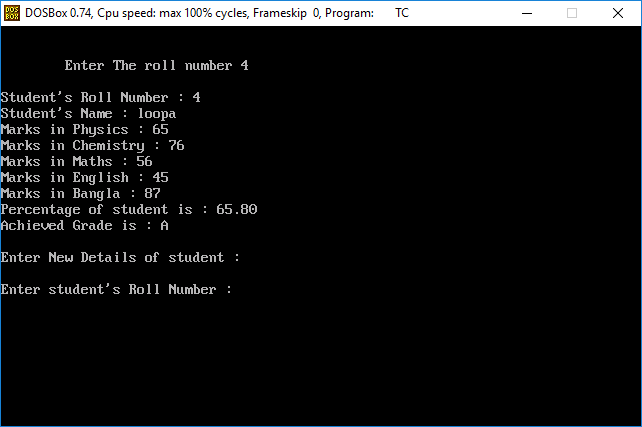 DOS BOX DOSBox 0.74, Cpu speed: max 100% cycles, Frameskip 0, Program: TC
Enter The roll number 4
Student's Roll Number : 4
Student's Name : loopa
Marks in Physics : 65
Marks in Chemistry : 76
Marks in Maths : 56
Marks in English : 45
Marks in Bangla : 87
Percentage of student is : 65.80
Achieved Grade is : A
Enter New Details of student :
Enter student's Roll Number :